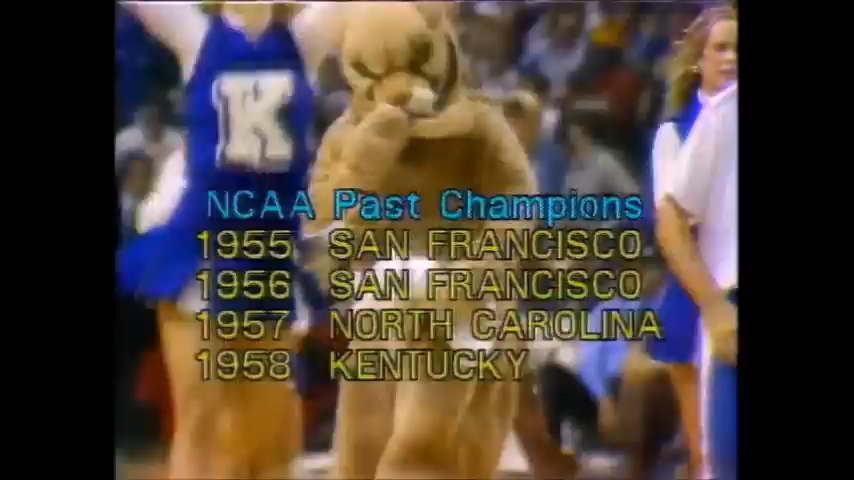 K
NCAA Past Champions
1955 SAN FRANCISCO
1956 SAN FRANCISCO
1957 NORTH CAROLINA
1958 KENTUCKY